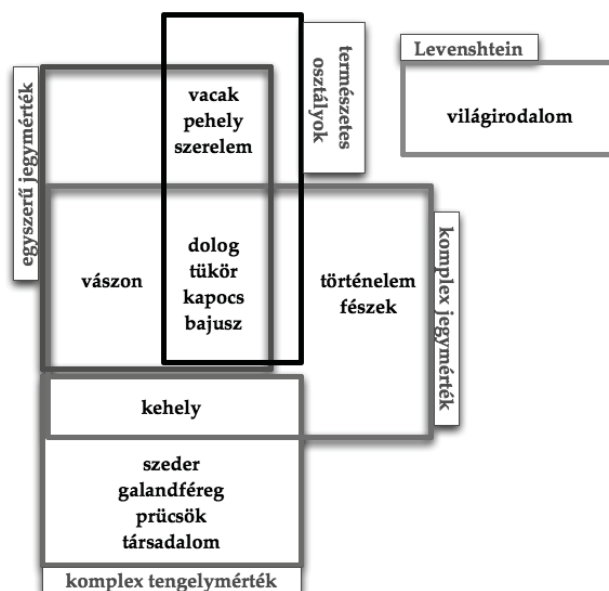 természetes
osztályok
Levenshtein
világirodalom
egyszerű jegymérték
vacak
pehely
szerelem
vászon
dolog
tükör
kapocs
bajusz
történelem
fészek
komplex jegymérték
kehely
szeder
galandféreg
prücsök
társadalom
komplex tengelymérték